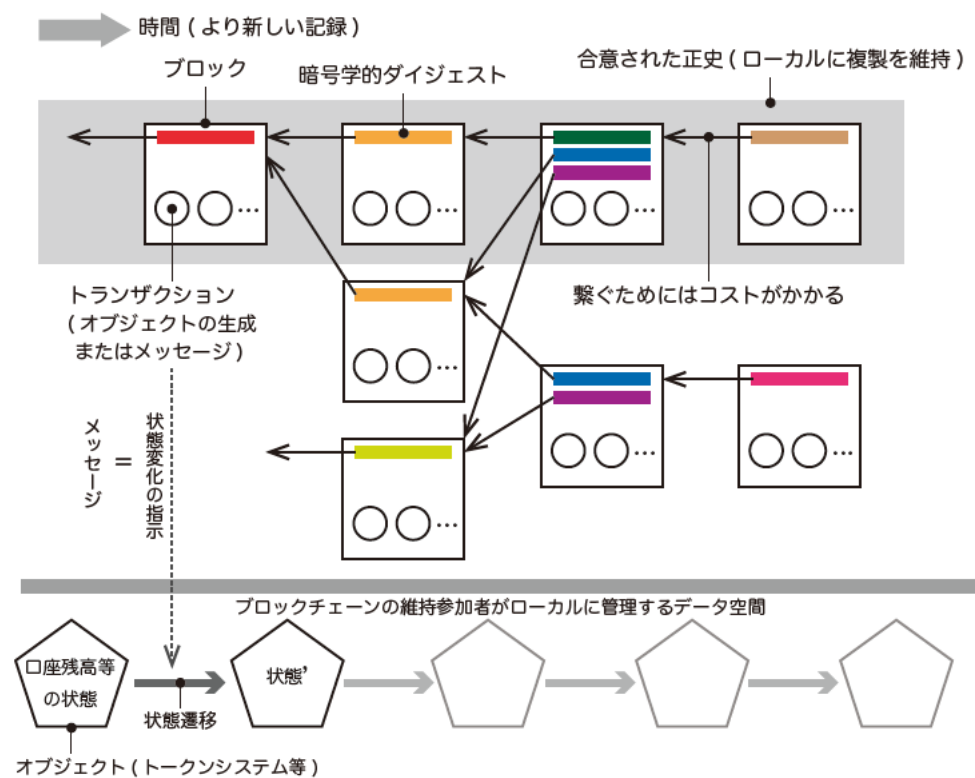 時間 ( より新しい記録 )
ブロック
暗号学的ダイジェスト
合意された正史 ( ローカルに複製を維持 )
...
...
...
...
トランザクション
( オブジェクトの生成
またはメッセージ )
繋ぐためにはコストがかかる
...
...
...
...
メッセージ
＝
状態変化の指示
ブロックチェーンの維持参加者がローカルに管理するデータ空間
口座残高等
の状態
状態’
状態遷移
オブジェクト ( トークンシステム等 )